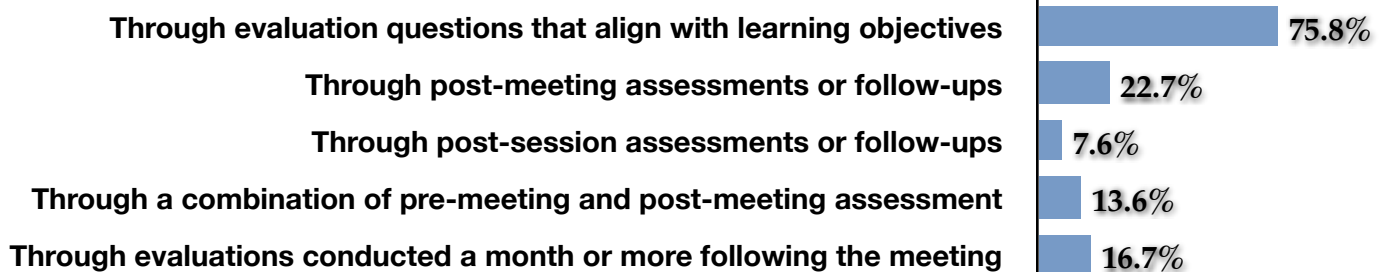 Through evaluation questions that align with learning objectives 75.8%
Through post-meeting assessments or follow-ups 22.7%
Through post-session assessments or follow-ups 7.6%
Through a combination of pre-meeting and post-meeting assessment 13.6%
Through evaluations conducted a month or more following the meeting 16.7%